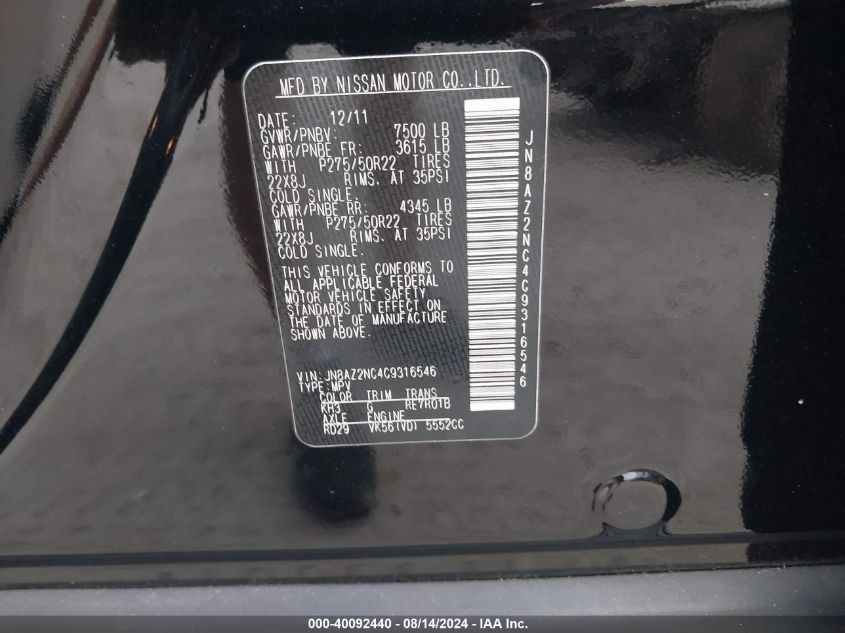 MFD BY NISSAN MOTOR CO.,LTD.
DATE: 12/11
GVWR/PNBV: 7500 LB
GAWR/PNBE FR: 3615 LB
WITH P275/50R22 TIRES
22X8J RIMS, AT 35PSI
COLD SINGLE.
GAWR/PNBE RR: 4345 LB
WITH P275/50R22 TIRES
22X8J RIMS, AT 35PSI
COLD SINGLE.
THIS VEHICLE CONFORMS TO
ALL APPLICABLE FEDERAL
MOTOR VEHICLE SAFETY
STANDARDS IN EFFECT ON
THE DATE OF MANUFACTURE
SHOWN ABOVE.
VIN: JN8AZ2NC4C9316546
TYPE: MPV
COLOR TRIM TRANS
KH3 G RE7R01B
AXLE ENGINE
RD29 VK56(VD) 5552CC
JN8AZ2NC4C9316546
000-40092440 - 08/14/2024 - IAA Inc.